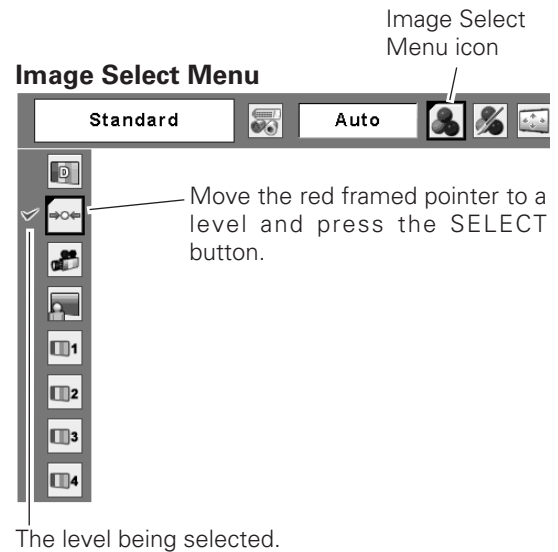 Image Select
Menu icon
Image Select Menu
Standard
Auto
D
Move the red framed pointer to a
level and press the SELECT
button.
1
2
3
4
The level being selected.